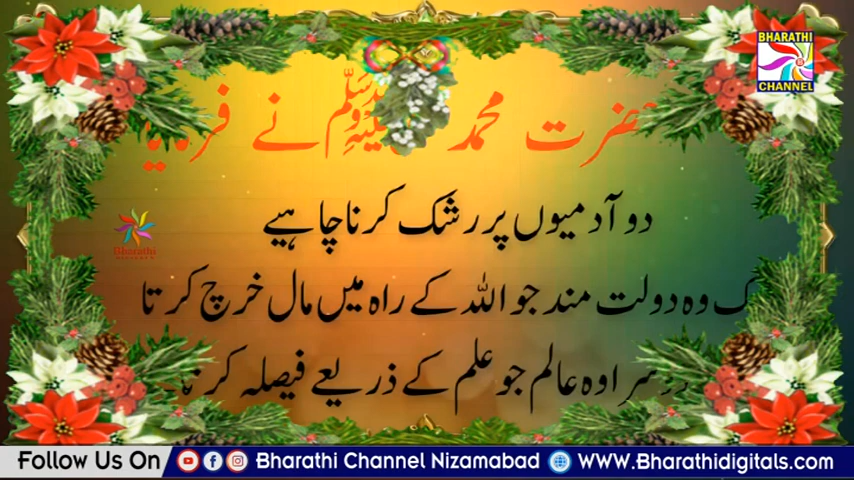 BHARATHI
CHANNEL
حضرت محمد ﷺ نے فرمایا
دو آدمیوں پر رشک کرنا چاہیے
وہ دولت مند جو اللہ کے راہ میں مال خرچ کرتا
Bharathi
وہ عالم جو علم کے ذریعے فیصلہ کرتا
Follow Us On Bharathi Channel Nizamabad www.Bharathidigitals.com